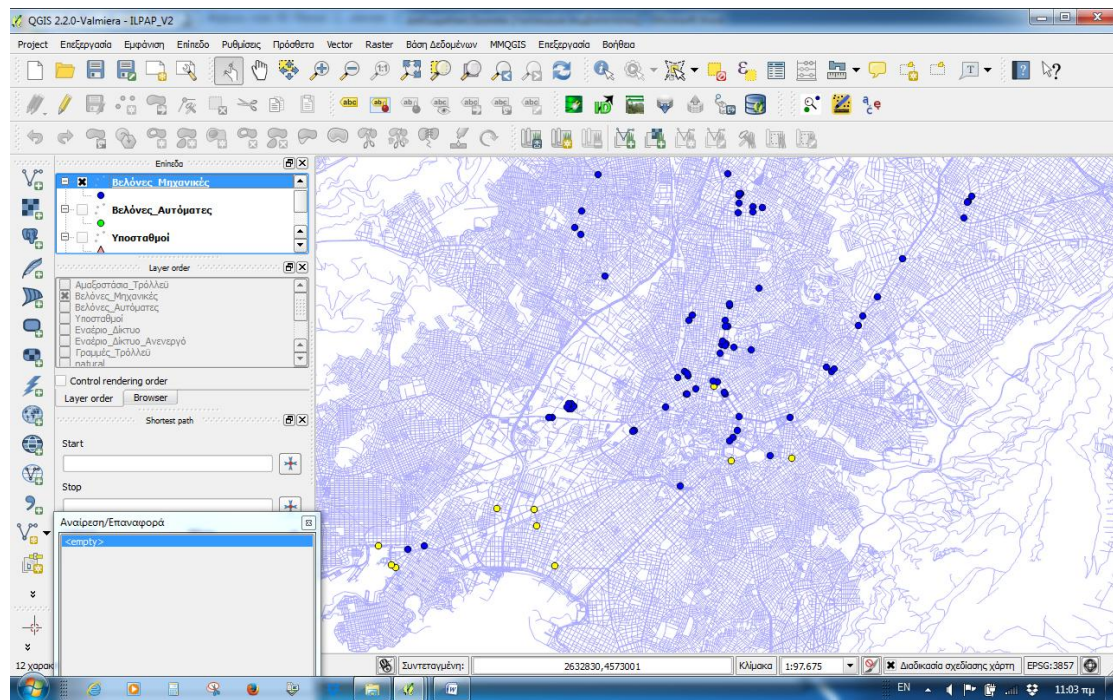 QGIS 2.2.0-Valmiera - ILPAP_V2
Project Επεξεργασία Εμφάνιση Επίπεδο Ρυθμίσεις Πρόσθετα Vector Raster Βάση Δεδομένων MMQGIS Επεξεργασία Βοήθεια
Επίπεδα
Βελόνες_Μηχανικές
Βελόνες_Αυτόματες
Υποσταθμοί
Layer order
Αμαξοστάσια_Τρόλλεϋ
Βελόνες_Μηχανικές
Βελόνες_Αυτόματες
Υποσταθμοί
Εναέριο_Δίκτυο
Εναέριο_Δίκτυο_Ανενεργό
Γραμμές_Τρόλλεϋ
natural
Control rendering order
Layer order Browser
Shortest path
Start
Stop
Αναίρεση/Επαναφορά
<empty>
12 χαρακ
Συντεταγμένη: 2632830,4573001 Κλίμακα 1:97.675 Διαδικασία σχεδίασης χάρτη EPSG:3857
EN 11:03 πμ